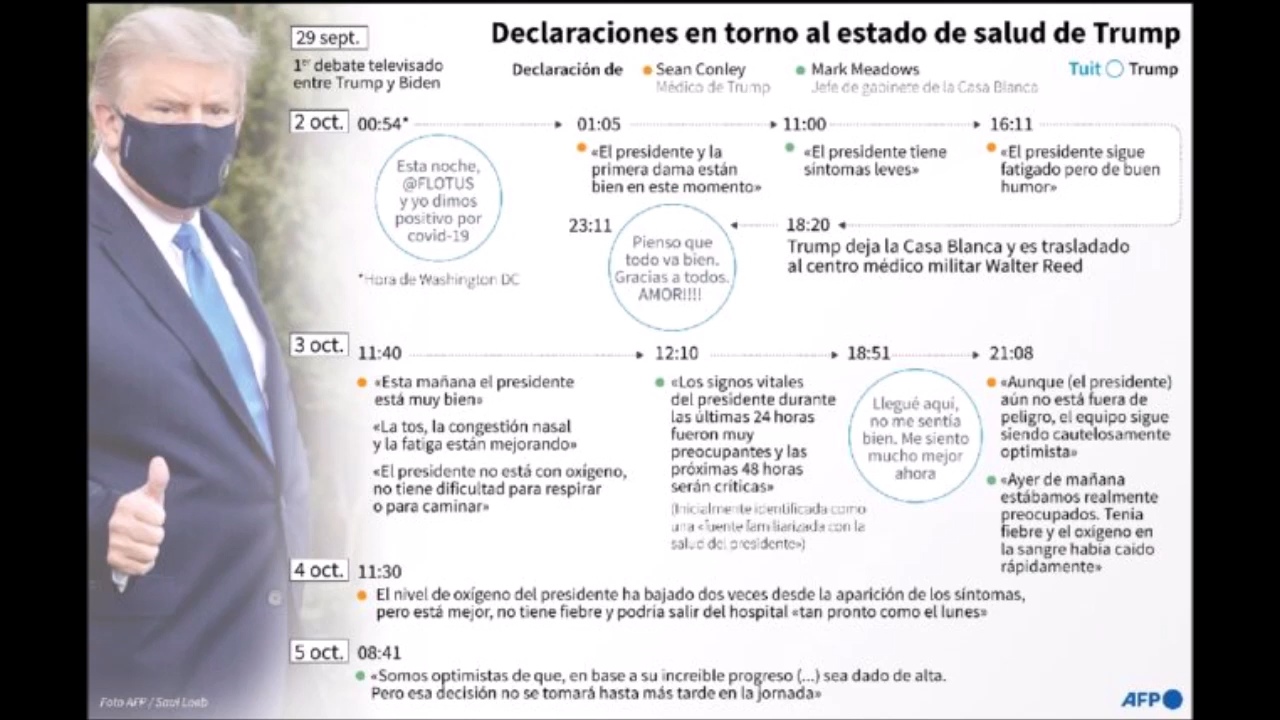 Declaraciones en torno al estado de salud de Trump
29 sept.
1er debate televisado
entre Trump y Biden
Declaración de
Sean Conley
Médico de Trump
Mark Meadows
Jefe de gabinete de la Casa Blanca
Tuit Trump
2 oct.
00:54*
Esta noche,
@FLOTUS
y yo dimos
positivo por
covid-19
*Hora de Washington DC
01:05
«El presidente y la
primera dama están
bien en este momento»
11:00
«El presidente tiene
síntomas leves»
16:11
«El presidente sigue
fatigado pero de buen
humor»
18:20
Trump deja la Casa Blanca y es trasladado
al centro médico militar Walter Reed
23:11
Pienso que
todo va bien.
Gracias a todos.
AMOR!!!!
3 oct.
11:40
«Esta mañana el presidente
está muy bien»
«La tos, la congestión nasal
y la fatiga están mejorando»
«El presidente no está con oxígeno,
no tiene dificultad para respirar
o para caminar»
12:10
«Los signos vitales
del presidente durante
las últimas 24 horas
fueron muy
preocupantes y las
próximas 48 horas
serán críticas»
(Inicialmente identificada como
una «fuente familiarizada con la
salud del presidente»)
18:51
Llegué aquí,
no me sentía
bien. Me siento
mucho mejor
ahora
21:08
«Aunque (el presidente)
aún no está fuera de
peligro, el equipo sigue
siendo cautelosamente
optimista»
«Ayer de mañana
estábamos realmente
preocupados. Tenía
fiebre y el oxígeno en
la sangre había caído
rápidamente»
4 oct.
11:30
El nivel de oxígeno del presidente ha bajado dos veces desde la aparición de los síntomas,
pero está mejor, no tiene fiebre y podría salir del hospital «tan pronto como el lunes»
5 oct.
08:41
«Somos optimistas de que, en base a su increíble progreso (...) sea dado de alta.
Pero esa decisión no se tomará hasta más tarde en la jornada»
Foto AFP / Saul Loeb
AFP